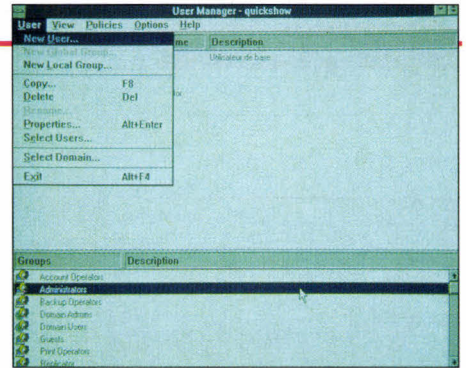 User Manager - quickshow
User View Policies Options Help
New User...
me Description
New Global Group...
Utilisateur de base
New Local Group...
Copy... F8
Delete Del
Rename...
Properties... Alt+Enter
Select Users...
Select Domain...
Exit Alt+F4
Groups Description
Account Operators
Administrators
Backup Operators
Domain Admins
Domain Users
Guests
Print Operators
Replicator